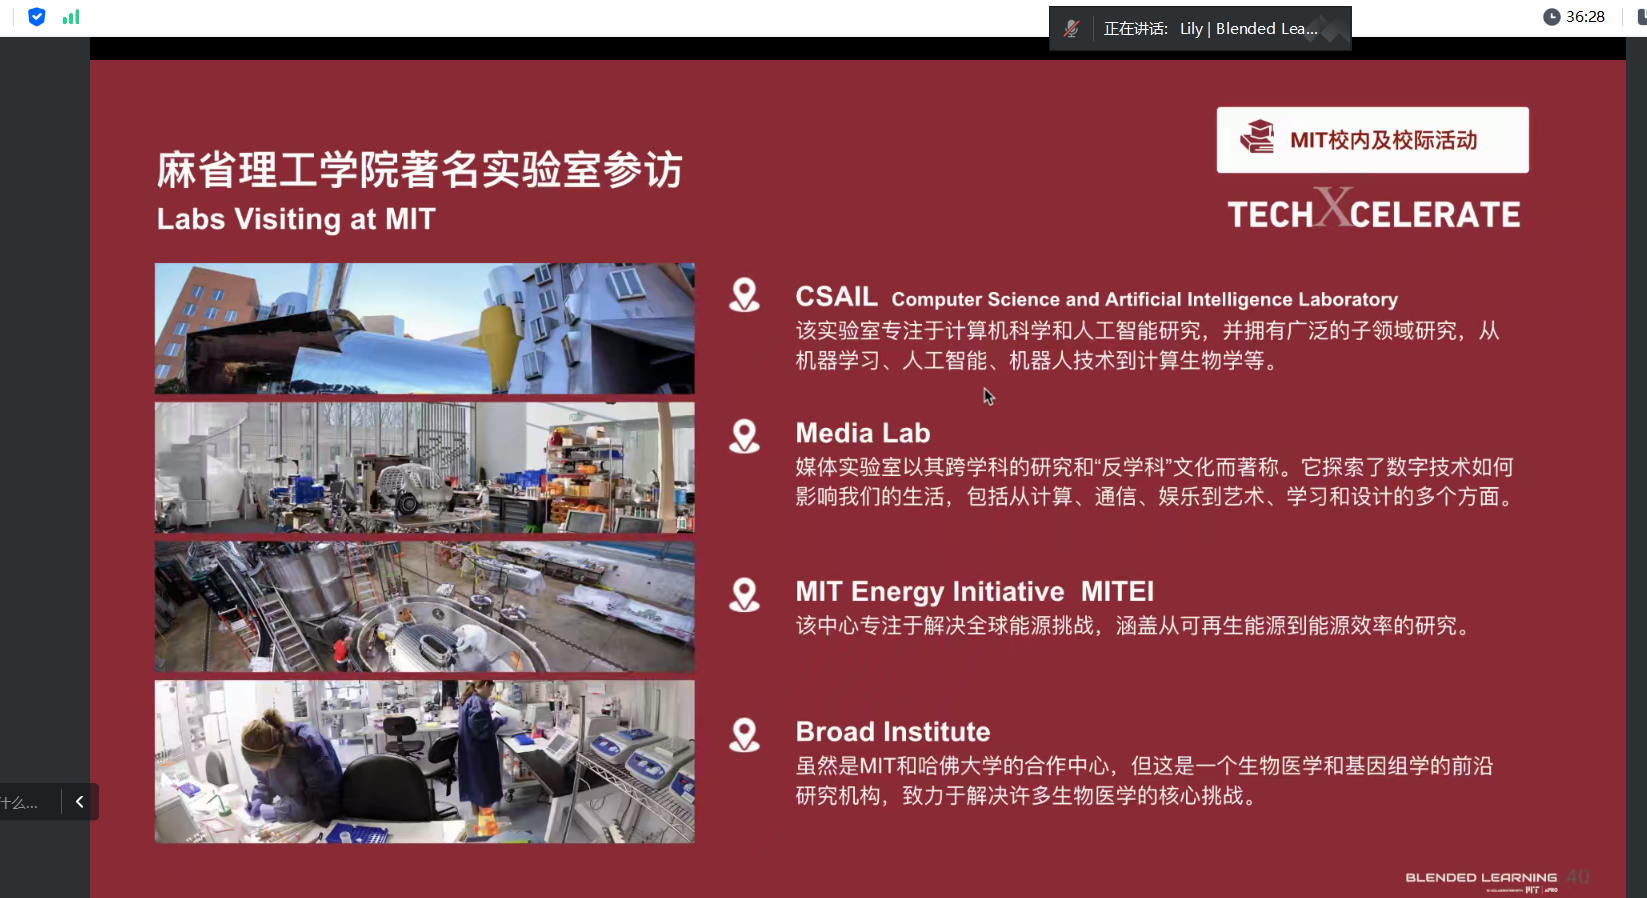 正在讲话: Lily | Blended Lea...
36:28
MIT校内及校际活动
TECHXCELERATE
麻省理工学院著名实验室参访
Labs Visiting at MIT
CSAIL Computer Science and Artificial Intelligence Laboratory
该实验室专注于计算机科学和人工智能研究，并拥有广泛的子领域研究，从
机器学习、人工智能、机器人技术到计算生物学等。
Media Lab
媒体实验室以其跨学科的研究和“反学科”文化而著称。它探索了数字技术如何
影响我们的生活，包括从计算、通信、娱乐到艺术、学习和设计的多个方面。
MIT Energy Initiative MITEI
该中心专注于解决全球能源挑战，涵盖从可再生能源到能源效率的研究。
Broad Institute
虽然是MIT和哈佛大学的合作中心，但这是一个生物医学和基因组学的前沿
研究机构，致力于解决许多生物医学的核心挑战。
什么...
BLENDED LEARNING 40